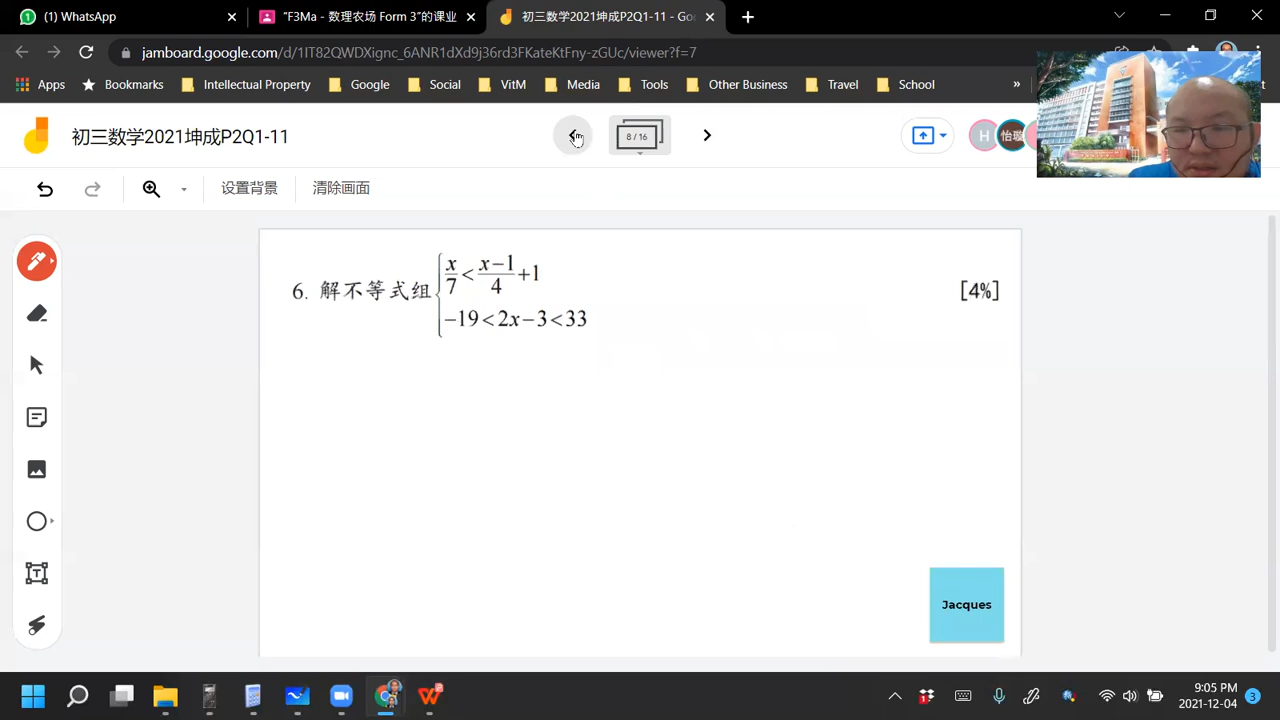 (1) WhatsApp
"F3Ma - 数理农场 Form 3"的课业
初三数学2021坤成P2Q1-11 - Goo
jamboard.google.com/d/1IT82QWDXignc_6ANR1dXd9j36rd3FKateKtFny-zGUc/viewer?f=7
Apps Bookmarks Intellectual Property Google Social VitM Media Tools Other Business Travel School »
初三数学2021坤成P2Q1-11
8 / 16
H 怡璇
设置背景 清除画面
6. 解不等式组 { x/7 < (x−1)/4 + 1 [4%]
−19 < 2x − 3 < 33
Jacques
9:05 PM
2021-12-04
3